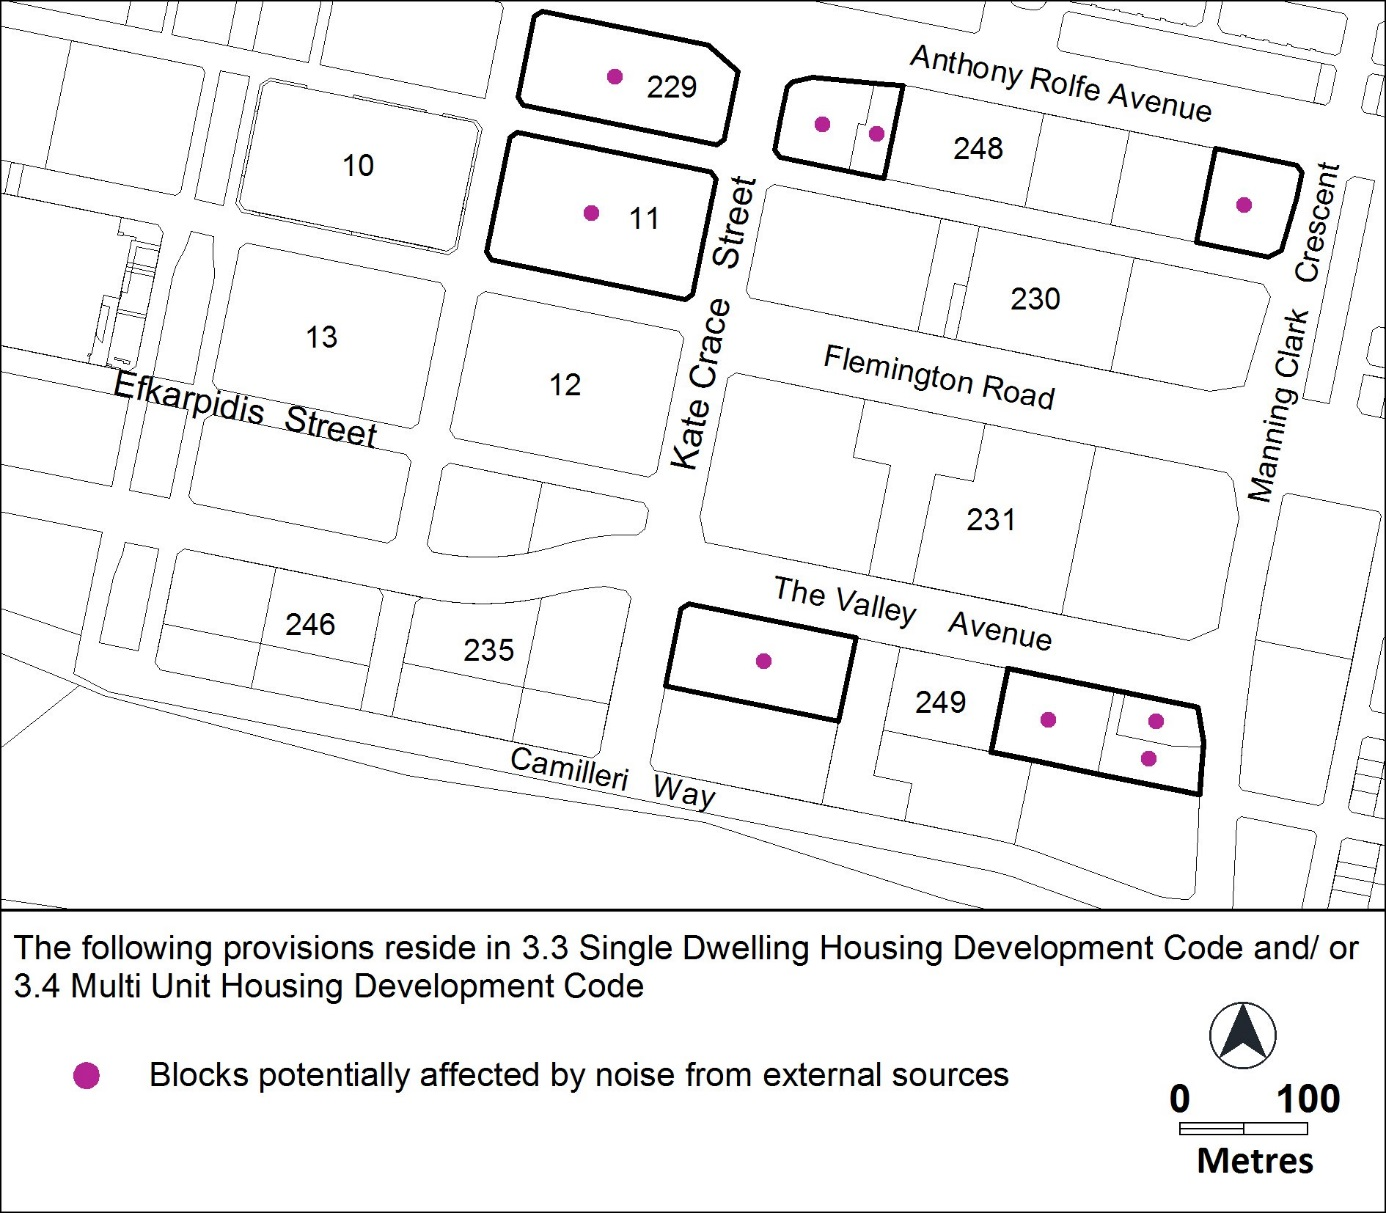 Anthony Rolfe Avenue
229
248
10
11
Kate Crace Street
Manning Clark Crescent
230
13
12
Flemington Road
Efkarpidis Street
231
The Valley Avenue
246
235
249
Camilleri Way
The following provisions reside in 3.3 Single Dwelling Housing Development Code and/ or
3.4 Multi Unit Housing Development Code
Blocks potentially affected by noise from external sources
0 100
Metres